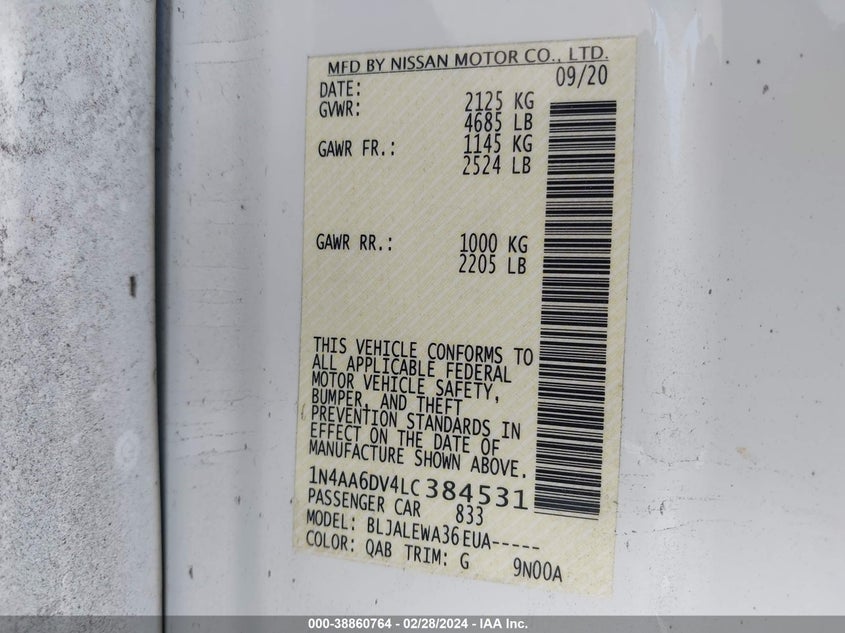 MFD BY NISSAN MOTOR CO., LTD.
DATE: 09/20
GVWR: 2125 KG
4685 LB
GAWR FR.: 1145 KG
2524 LB
GAWR RR.: 1000 KG
2205 LB
THIS VEHICLE CONFORMS TO
ALL APPLICABLE FEDERAL
MOTOR VEHICLE SAFETY,
BUMPER, AND THEFT
PREVENTION STANDARDS IN
EFFECT ON THE DATE OF
MANUFACTURE SHOWN ABOVE.
1N4AA6DV4LC384531
PASSENGER CAR 833
MODEL: BLJALEWA36EUA-----
COLOR: QAB TRIM: G 9N00A
000-38860764 - 02/28/2024 - IAA Inc.